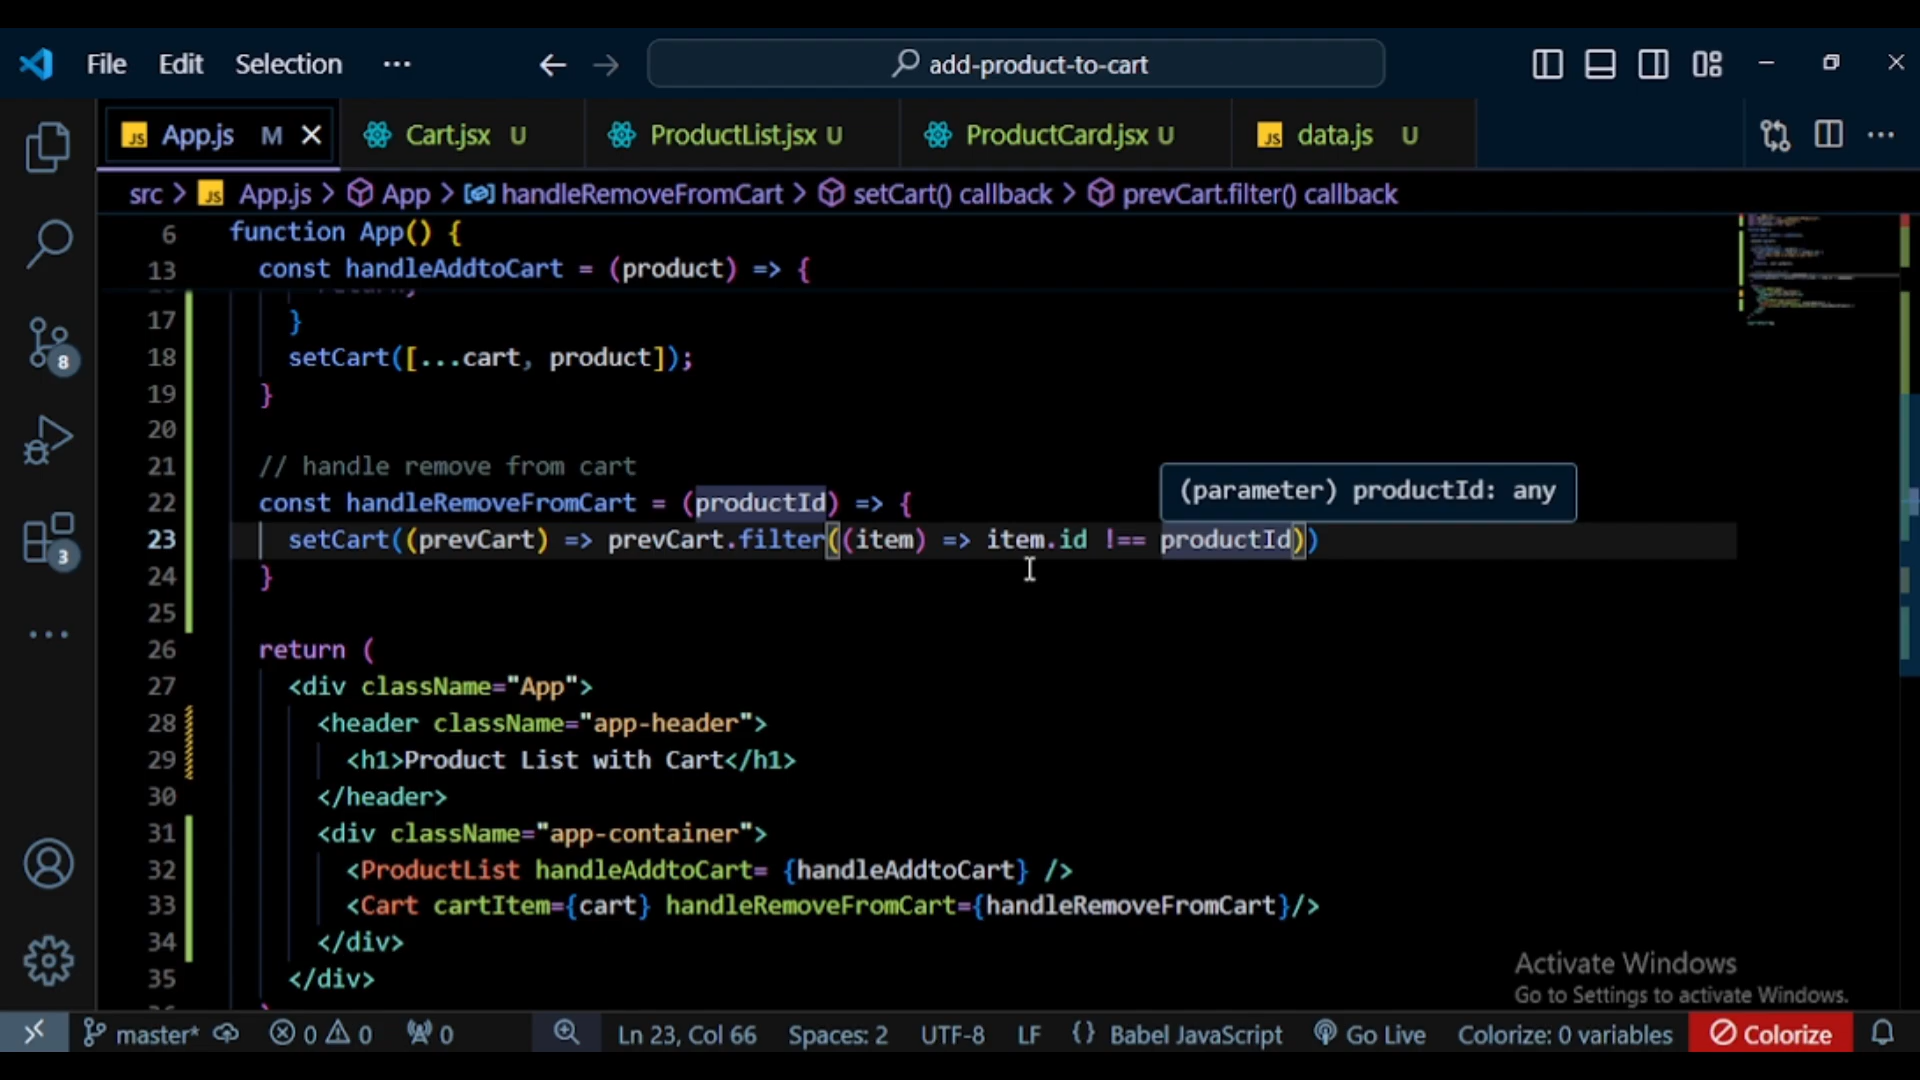 File Edit Selection ··· add-product-to-cart
JS App.js M Cart.jsx U ProductList.jsx U ProductCard.jsx U JS data.js U ···
src > JS App.js > App > handleRemoveFromCart > setCart() callback > prevCart.filter() callback
6 function App() {
13 const handleAddtoCart = (product) => {
17 }
18 setCart([...cart, product]);
19 }
20
21 // handle remove from cart
(parameter) productId: any
22 const handleRemoveFromCart = (productId) => {
23 setCart((prevCart) => prevCart.filter((item) => item.id !== productId))
24 }
25
26 return (
27 <div className="App">
28 <header className="app-header">
29 <h1>Product List with Cart</h1>
30 </header>
31 <div className="app-container">
32 <ProductList handleAddtoCart= {handleAddtoCart} />
33 <Cart cartItem={cart} handleRemoveFromCart={handleRemoveFromCart}/>
34 </div>
35 </div>
8
3
Activate Windows
Go to Settings to activate Windows.
master* 0 0 0 Ln 23, Col 66 Spaces: 2 UTF-8 LF {} Babel JavaScript Go Live Colorize: 0 variables Colorize